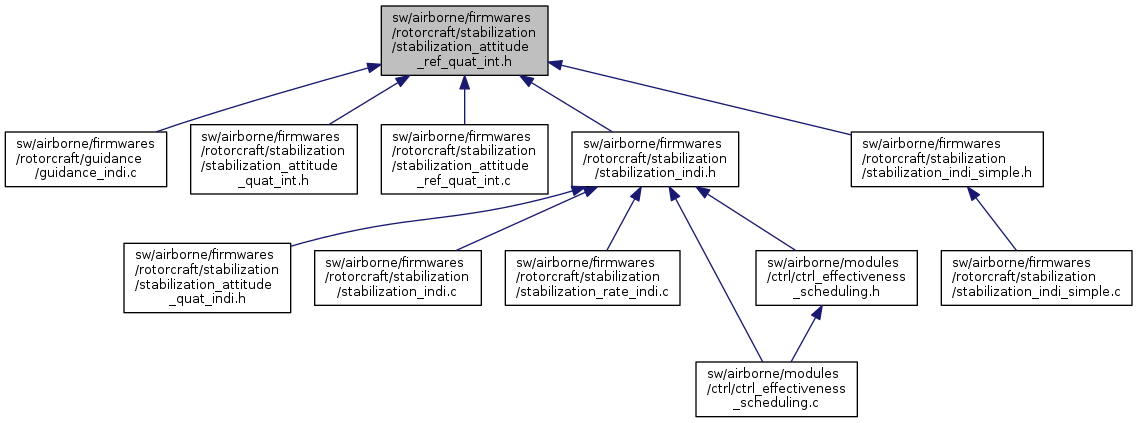 sw/airborne/firmwares
/rotorcraft/stabilization
/stabilization_attitude
_ref_quat_int.h
sw/airborne/firmwares
/rotorcraft/guidance
/guidance_indi.c
sw/airborne/firmwares
/rotorcraft/stabilization
/stabilization_attitude
_quat_int.h
sw/airborne/firmwares
/rotorcraft/stabilization
/stabilization_attitude
_ref_quat_int.c
sw/airborne/firmwares
/rotorcraft/stabilization
/stabilization_indi.h
sw/airborne/firmwares
/rotorcraft/stabilization
/stabilization_indi_simple.h
sw/airborne/firmwares
/rotorcraft/stabilization
/stabilization_attitude
_quat_indi.h
sw/airborne/firmwares
/rotorcraft/stabilization
/stabilization_indi.c
sw/airborne/firmwares
/rotorcraft/stabilization
/stabilization_rate_indi.c
sw/airborne/modules
/ctrl/ctrl_effectiveness
_scheduling.h
sw/airborne/firmwares
/rotorcraft/stabilization
/stabilization_indi_simple.c
sw/airborne/modules
/ctrl/ctrl_effectiveness
_scheduling.c